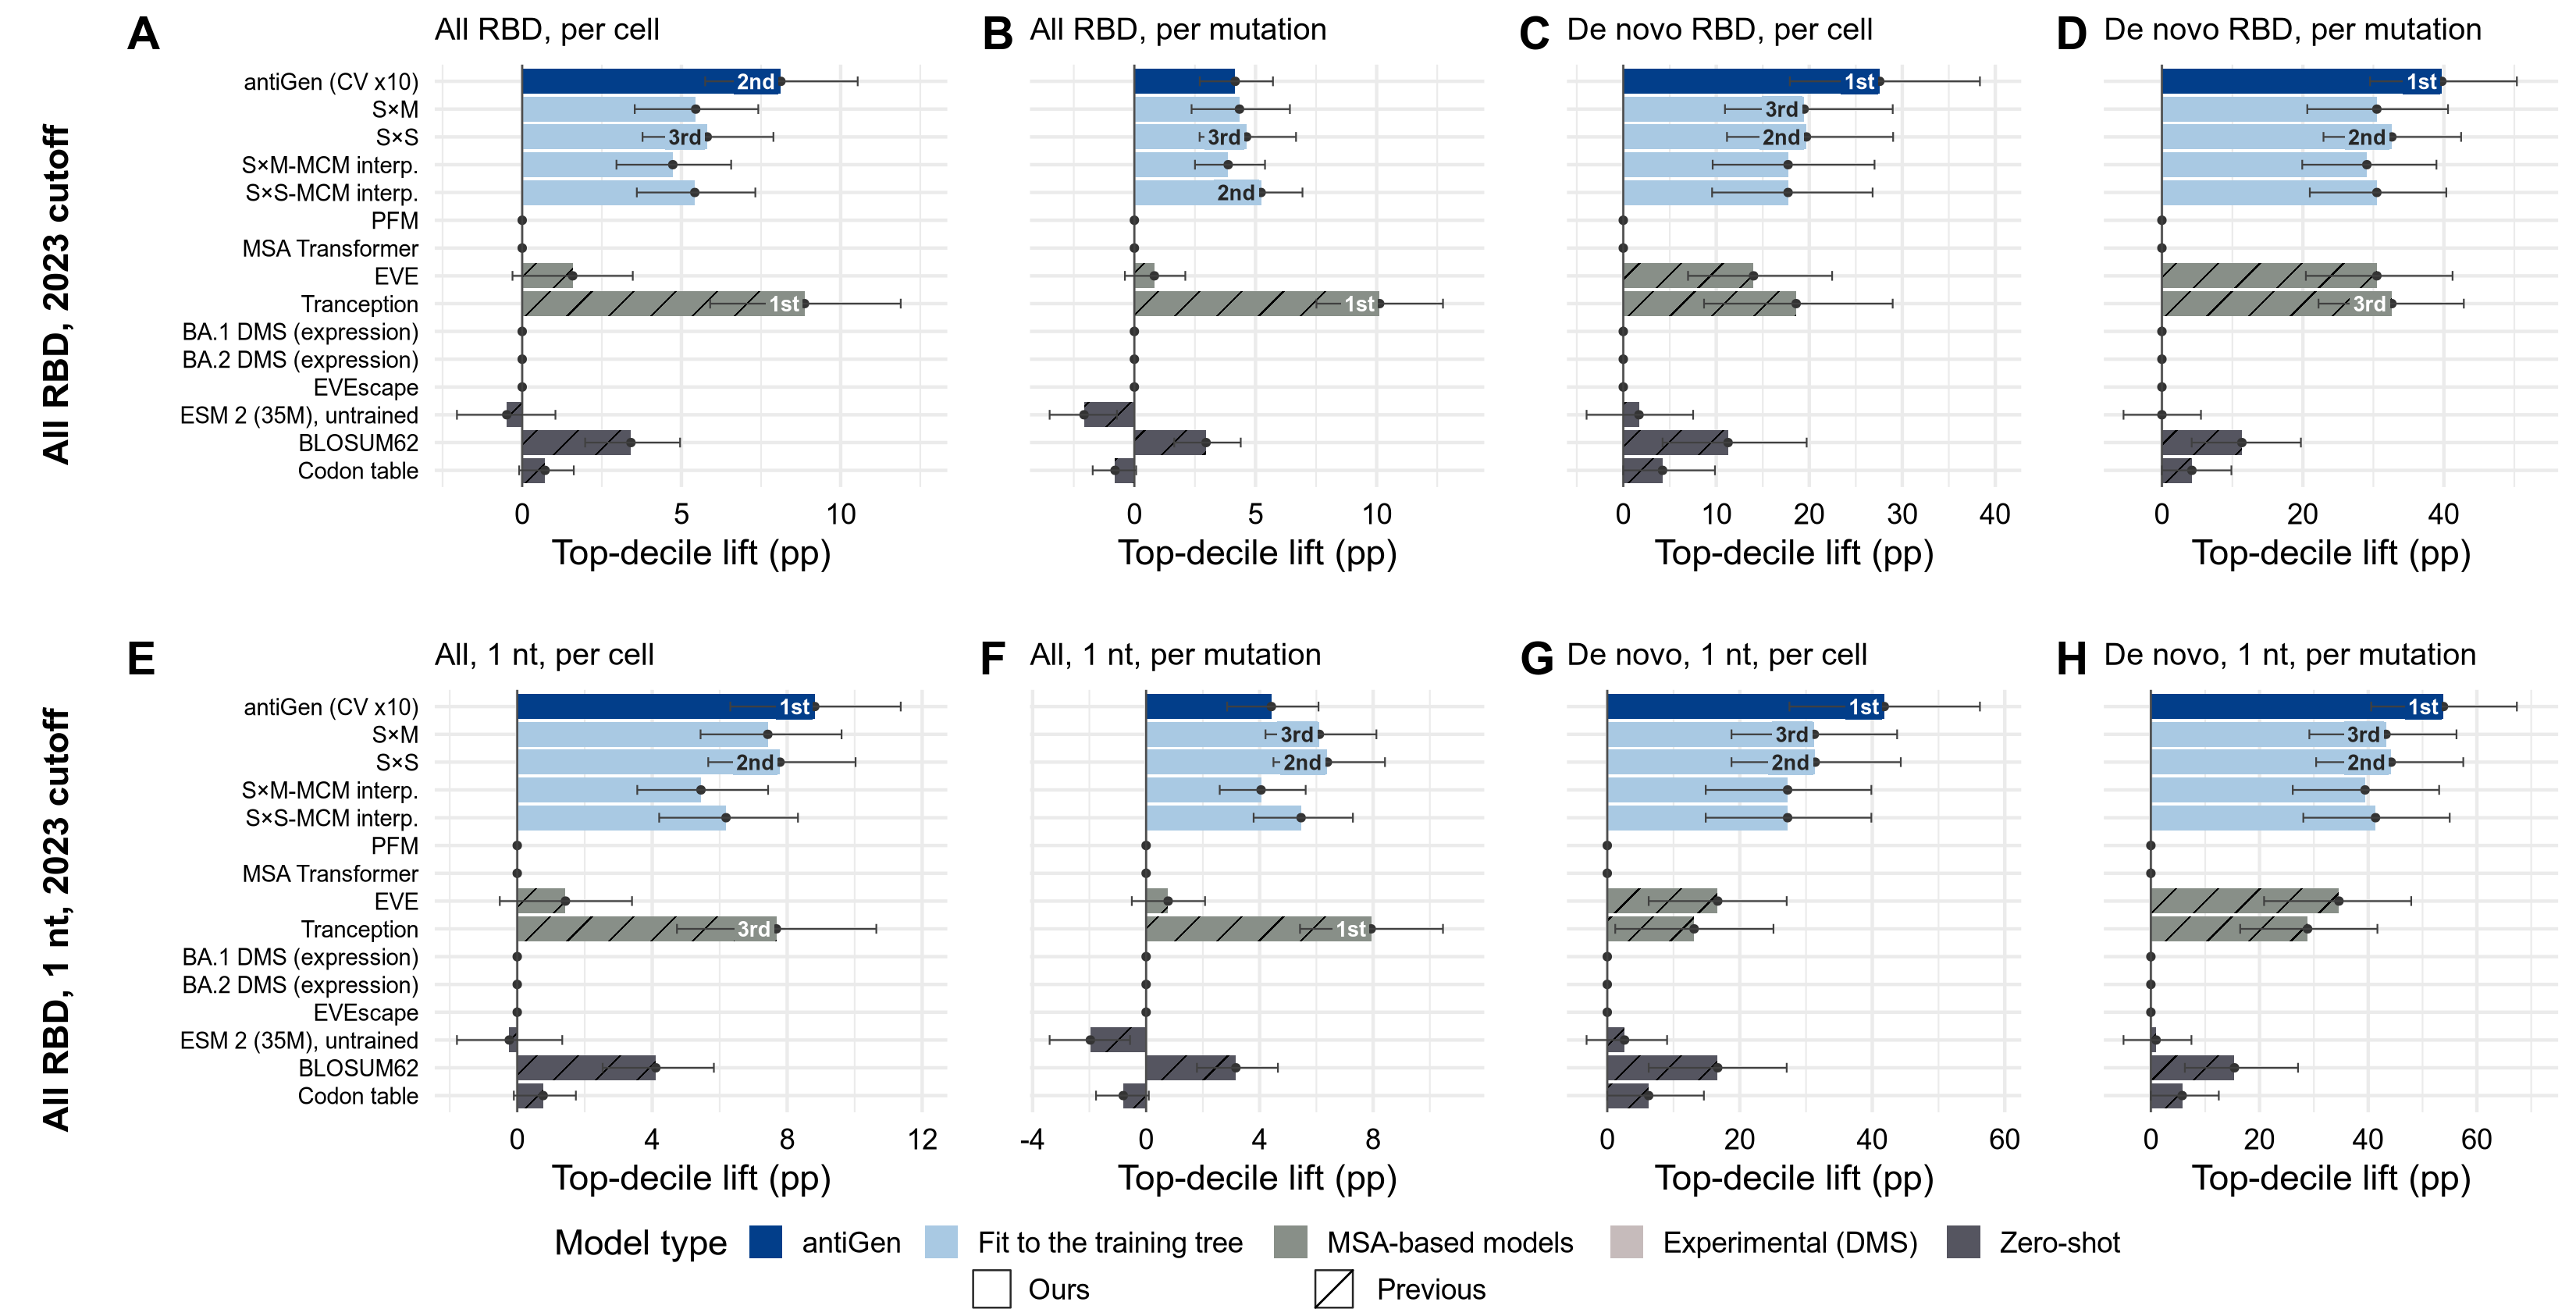 A All RBD, per cell
B All RBD, per mutation
C De novo RBD, per cell
D De novo RBD, per mutation
All RBD, 2023 cutoff
antiGen (CV x10)
S×M
S×S
S×M-MCM interp.
S×S-MCM interp.
PFM
MSA Transformer
EVE
Tranception
BA.1 DMS (expression)
BA.2 DMS (expression)
EVEscape
ESM 2 (35M), untrained
BLOSUM62
Codon table
2nd
3rd
1st
0 5 10
Top-decile lift (pp)
3rd
2nd
1st
0 5 10
Top-decile lift (pp)
1st
3rd
2nd
0 10 20 30 40
Top-decile lift (pp)
1st
2nd
3rd
0 20 40
Top-decile lift (pp)
E All, 1 nt, per cell
F All, 1 nt, per mutation
G De novo, 1 nt, per cell
H De novo, 1 nt, per mutation
All RBD, 1 nt, 2023 cutoff
antiGen (CV x10)
S×M
S×S
S×M-MCM interp.
S×S-MCM interp.
PFM
MSA Transformer
EVE
Tranception
BA.1 DMS (expression)
BA.2 DMS (expression)
EVEscape
ESM 2 (35M), untrained
BLOSUM62
Codon table
1st
2nd
3rd
0 4 8 12
Top-decile lift (pp)
3rd
2nd
1st
-4 0 4 8
Top-decile lift (pp)
1st
3rd
2nd
0 20 40 60
Top-decile lift (pp)
1st
3rd
2nd
0 20 40 60
Top-decile lift (pp)
Model type antiGen Fit to the training tree MSA-based models Experimental (DMS) Zero-shot
Ours Previous